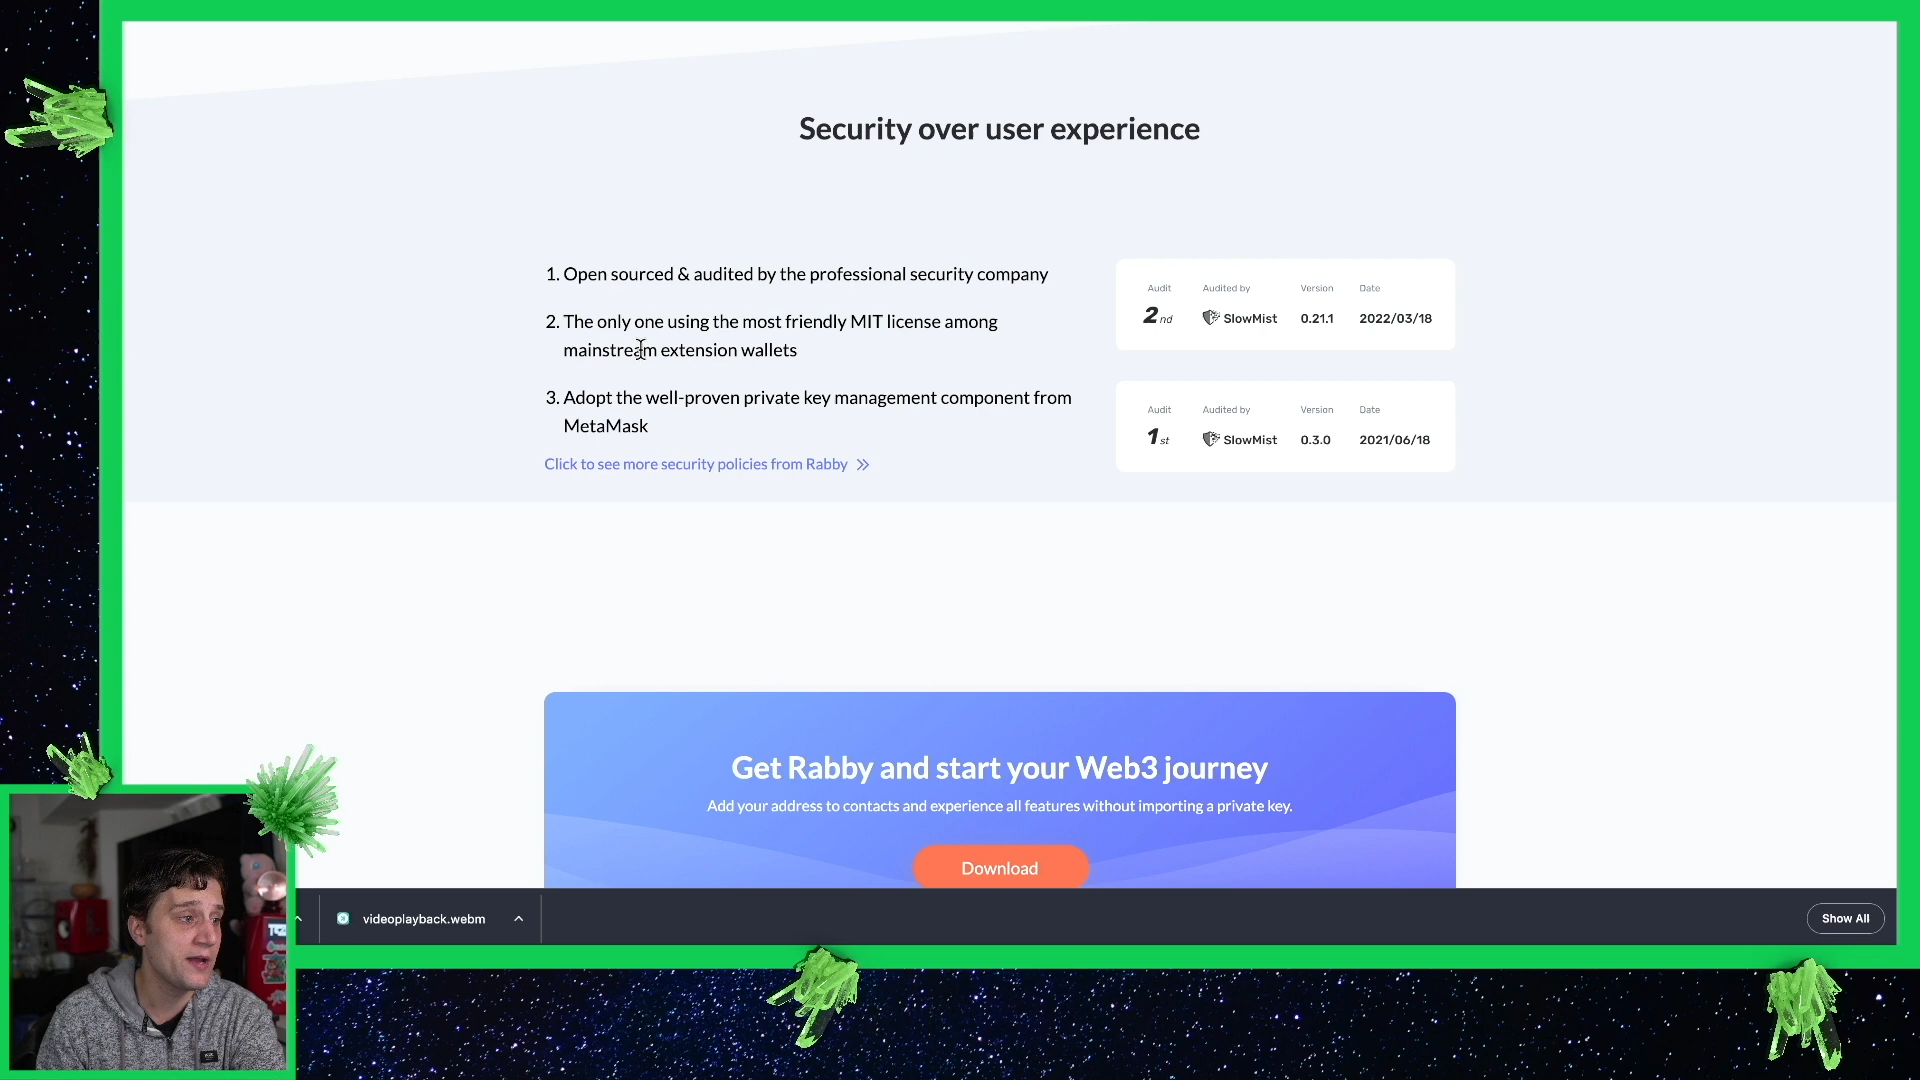 Security over user experience
1. Open sourced & audited by the professional security company
2. The only one using the most friendly MIT license among
mainstream extension wallets
3. Adopt the well-proven private key management component from
MetaMask
Click to see more security policies from Rabby
Audit Audited by Version Date
2nd SlowMist 0.21.1 2022/03/18
Audit Audited by Version Date
1st SlowMist 0.3.0 2021/06/18
Get Rabby and start your Web3 journey
Add your address to contacts and experience all features without importing a private key.
Download
videoplayback.webm
Show All